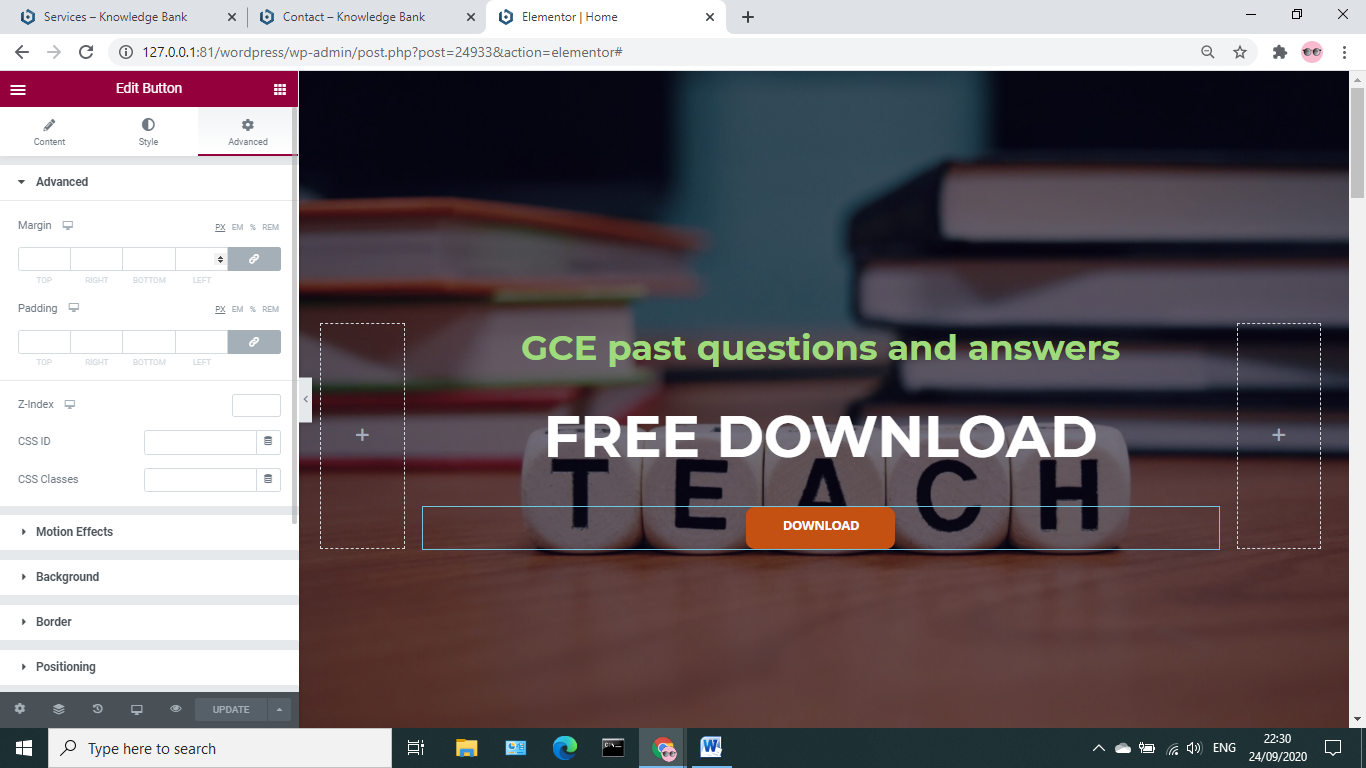 Services – Knowledge Bank
Contact – Knowledge Bank
Elementor | Home
127.0.0.1:81/wordpress/wp-admin/post.php?post=24933&action=elementor#
Edit Button
Content
Style
Advanced
Advanced
Margin
PX EM % REM
TOP RIGHT BOTTOM LEFT
Padding
PX EM % REM
TOP RIGHT BOTTOM LEFT
Z-Index
CSS ID
CSS Classes
Motion Effects
Background
Border
Positioning
UPDATE
GCE past questions and answers
FREE DOWNLOAD
TEACH
DOWNLOAD
Type here to search
ENG
22:30
24/09/2020